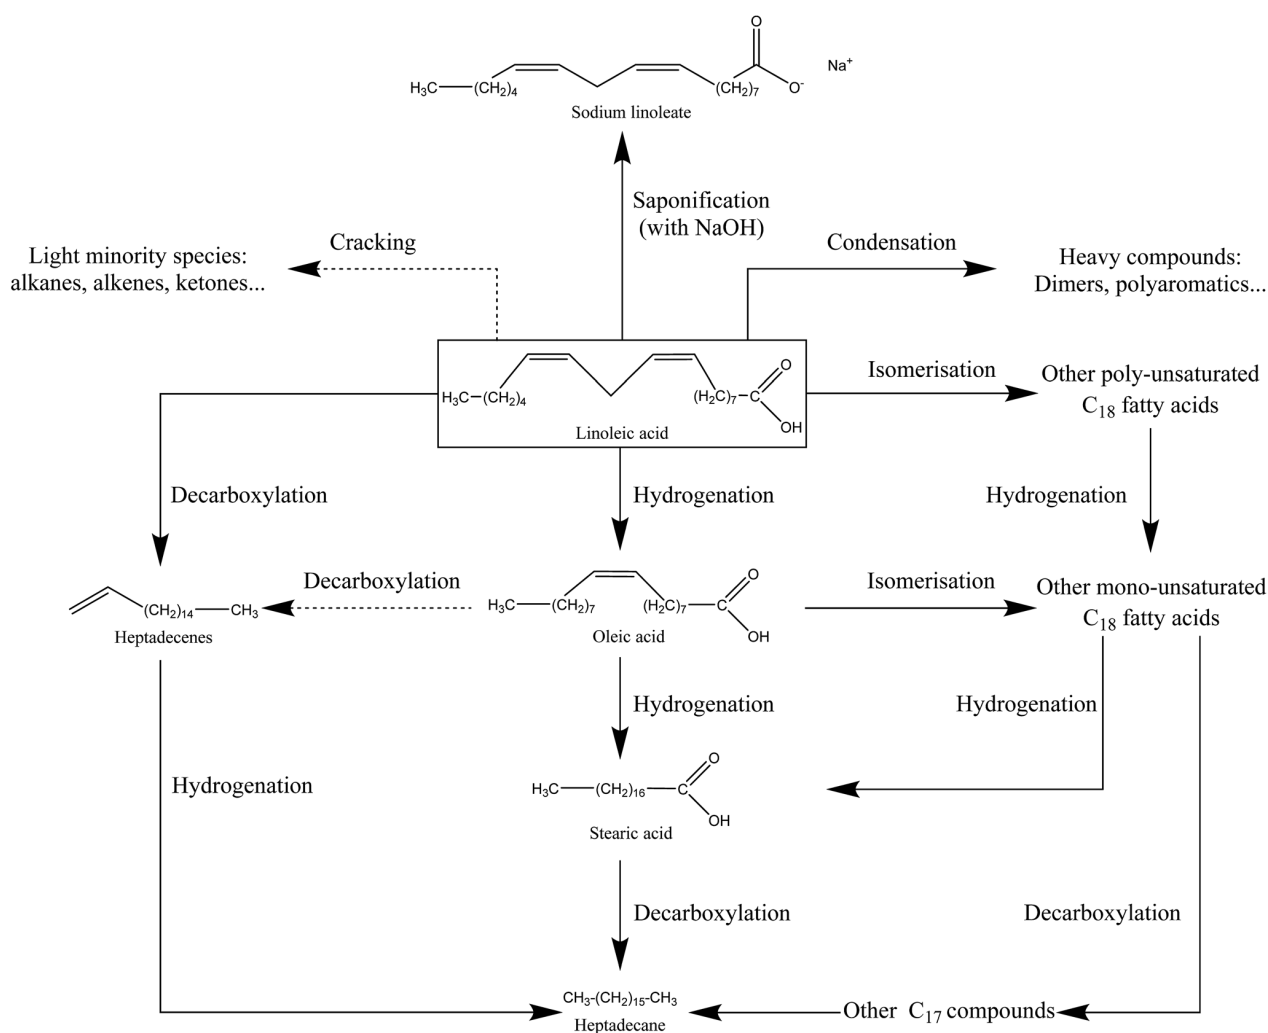 O
Na+
H3C
(CH2)4
(CH2)7
O-
Sodium linoleate
Saponification
(with NaOH)
Cracking
Condensation
Light minority species:
alkanes, alkenes, ketones...
Heavy compounds:
Dimers, polyaromatics...
O
H3C
(CH2)4
(H2C)7
C
OH
Linoleic acid
Isomerisation
Other poly-unsaturated
C18 fatty acids
Decarboxylation
Hydrogenation
Hydrogenation
(CH2)14
CH3
Heptadecenes
Decarboxylation
O
H3C
(CH2)7
(H2C)7
C
OH
Oleic acid
Isomerisation
Other mono-unsaturated
C18 fatty acids
Hydrogenation
Hydrogenation
Hydrogenation
O
H3C
(CH2)16
C
OH
Stearic acid
Decarboxylation
Decarboxylation
CH3-(CH2)15-CH3
Heptadecane
Other C17 compounds